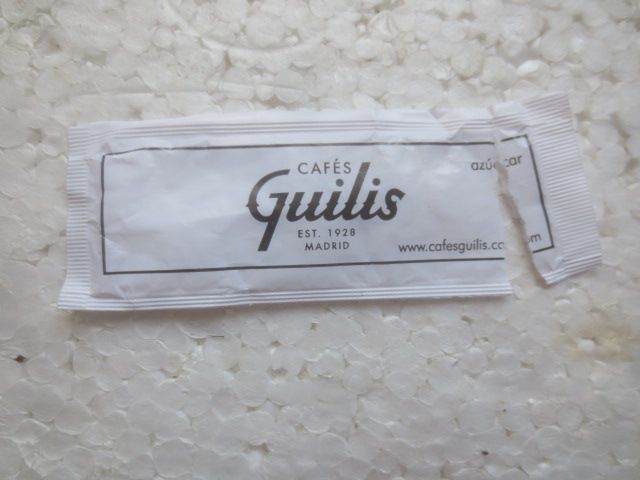 CAFÉS
Guilis
EST. 1928
MADRID
azúcar
www.cafesguilis.com